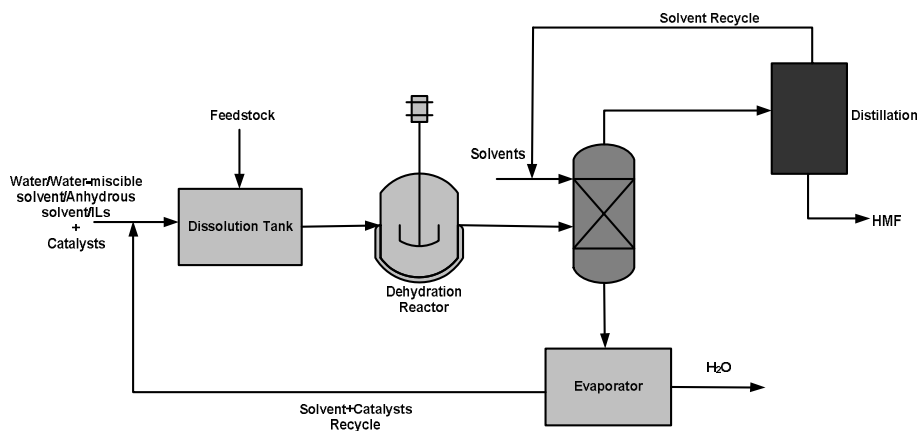 Solvent Recycle
Feedstock
Distillation
Solvents
Water/Water-miscible
solvent/Anhydrous
solvent/ILs
+
Catalysts
Dissolution Tank
HMF
Dehydration
Reactor
H₂O
Evaporator
Solvent+Catalysts
Recycle